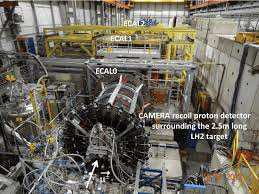 ECAL2
ECAL1
ECAL0
CAMERA recoil proton detector
surrounding the 2.5m long
LH2 target